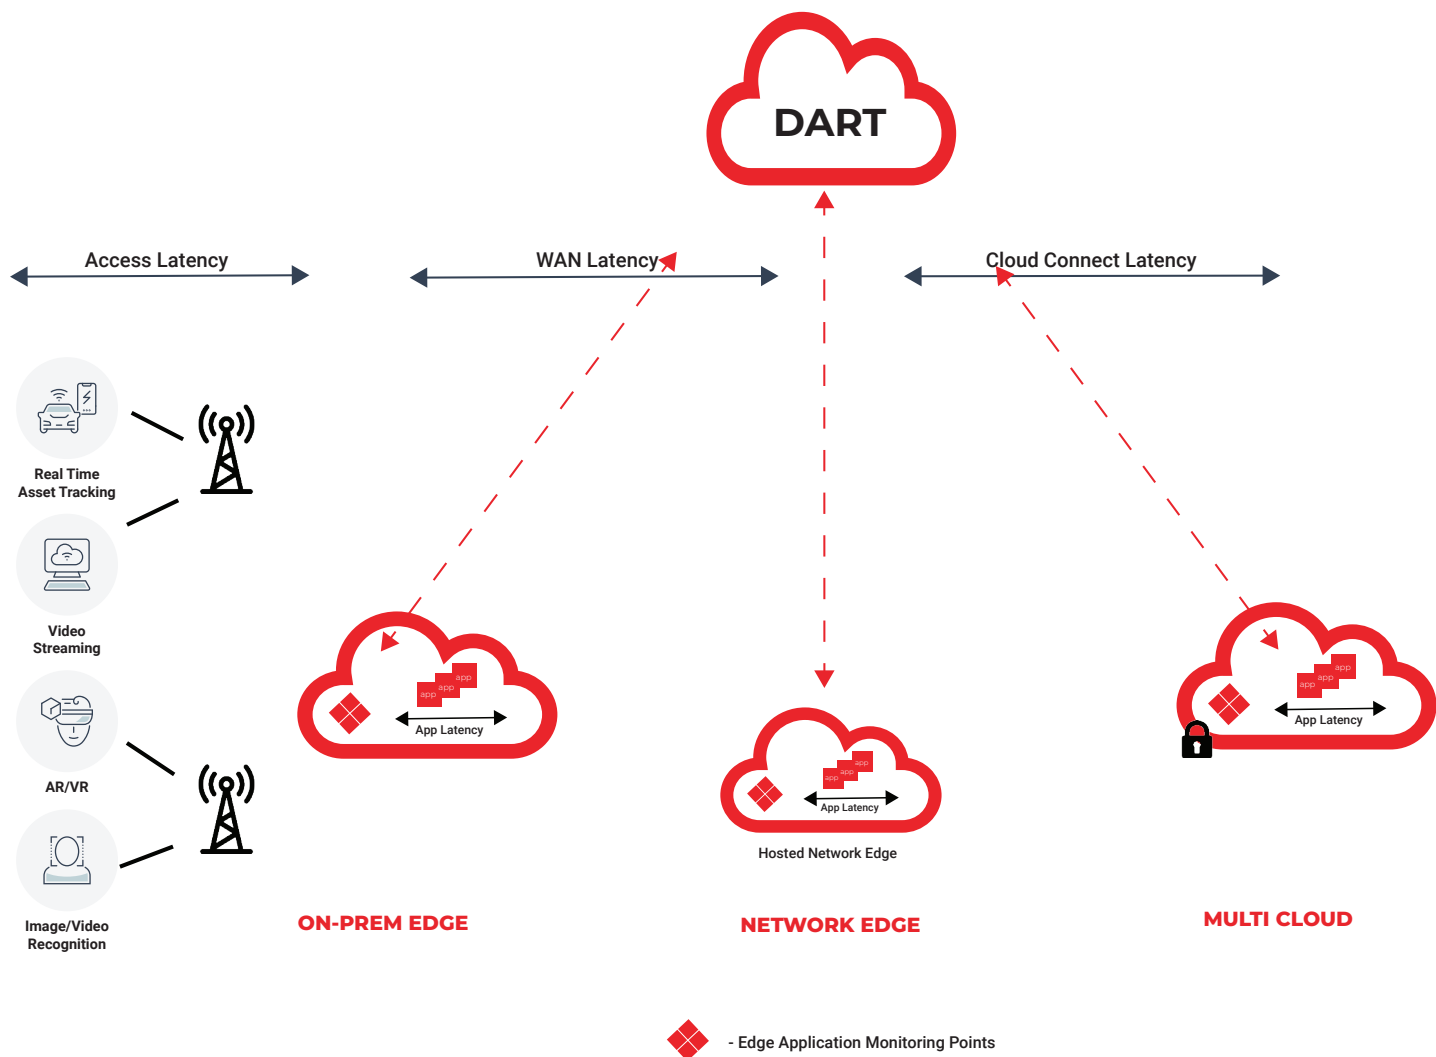 DART
Access Latency
WAN Latency
Cloud Connect Latency
Real Time
Asset Tracking
Video
Streaming
AR/VR
Image/Video
Recognition
app
app
app
App Latency
app
app
app
App Latency
Hosted Network Edge
app
app
app
App Latency
ON-PREM EDGE
NETWORK EDGE
MULTI CLOUD
- Edge Application Monitoring Points